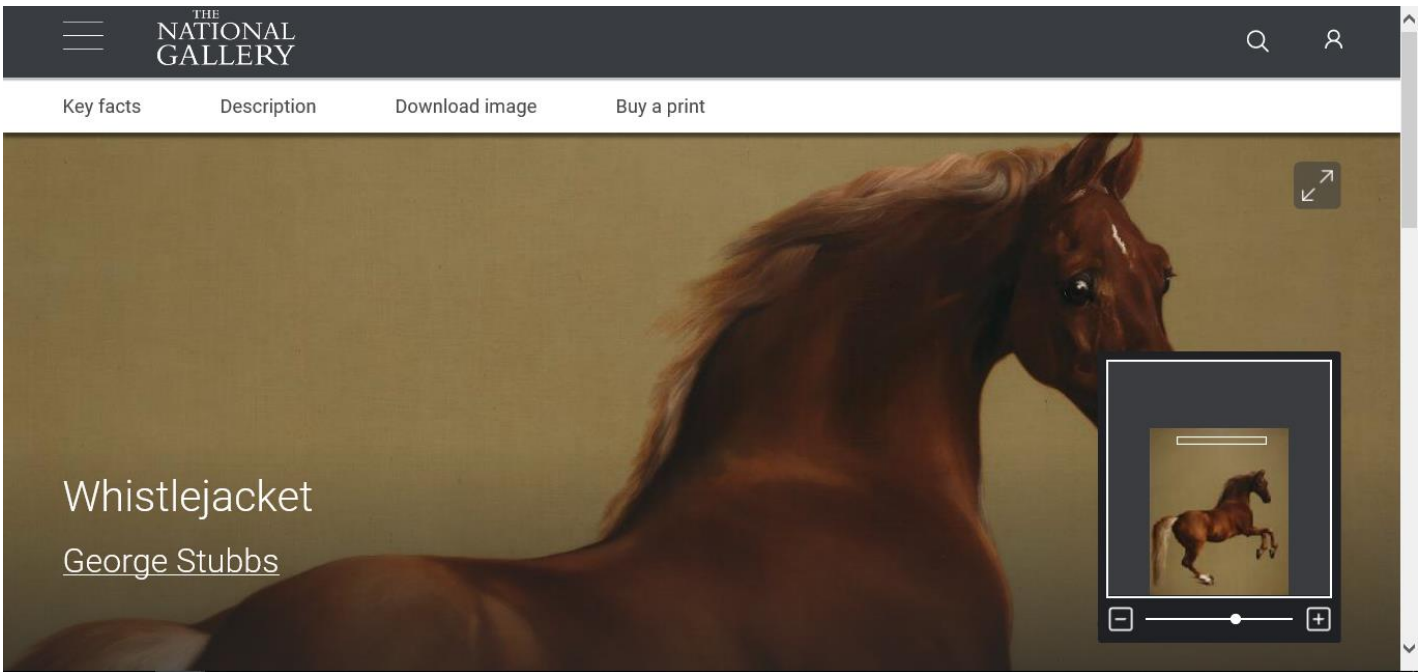 THE
NATIONAL
GALLERY
Key facts Description Download image Buy a print
Whistlejacket
George Stubbs